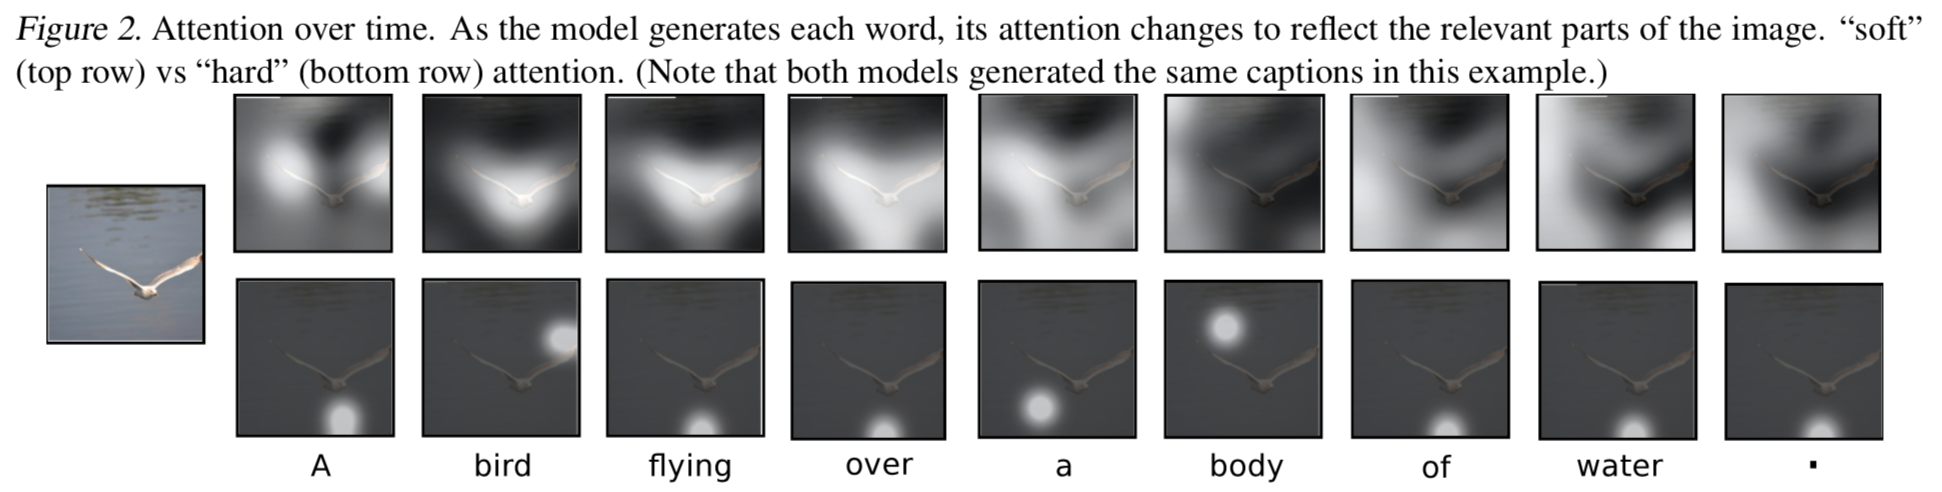 Figure 2. Attention over time. As the model generates each word, its attention changes to reflect the relevant parts of the image. “soft”
(top row) vs “hard” (bottom row) attention. (Note that both models generated the same captions in this example.)
A bird flying over a body of water .